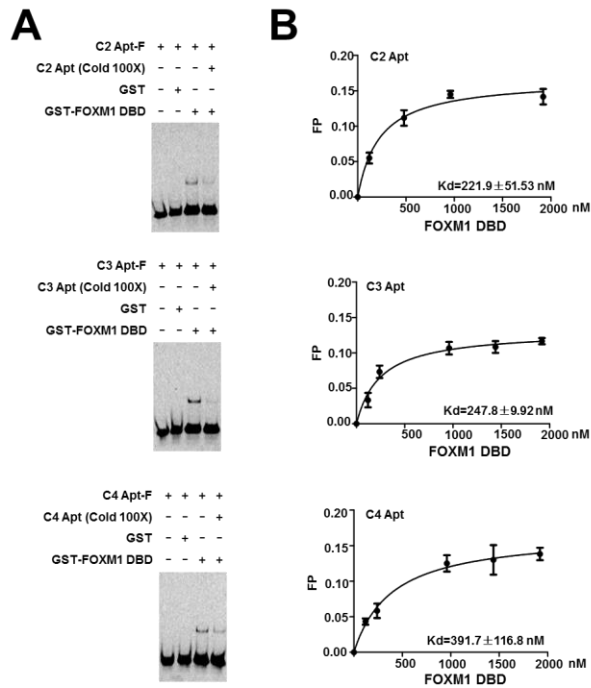 A
C2 Apt-F + + + +
C2 Apt (Cold 100X) − − − +
GST − + − −
GST-FOXM1 DBD − − + +
C3 Apt-F + + + +
C3 Apt (Cold 100X) − − − +
GST − + − −
GST-FOXM1 DBD − − + +
C4 Apt-F + + + +
C4 Apt (Cold 100X) − − − +
GST − + − −
GST-FOXM1 DBD − − + +
B
C2 Apt
FP
0.20
0.15
0.10
0.05
0.00
Kd=221.9±51.53 nM
500 1000 1500 2000 nM
FOXM1 DBD
C3 Apt
FP
0.20
0.15
0.10
0.05
0.00
Kd=247.8±9.92 nM
500 1000 1500 2000 nM
FOXM1 DBD
C4 Apt
FP
0.20
0.15
0.10
0.05
0.00
Kd=391.7±116.8 nM
500 1000 1500 2000 nM
FOXM1 DBD